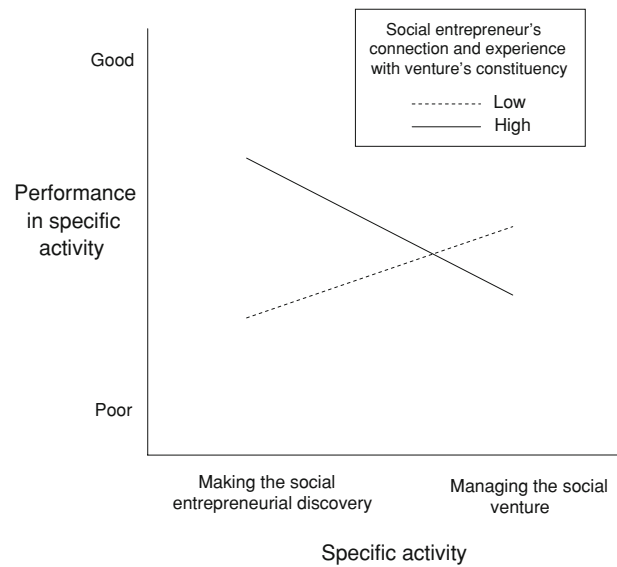 Social entrepreneur's
connection and experience
with venture's constituency
Low
High
Good
Performance
in specific
activity
Poor
Making the social
entrepreneurial discovery
Managing the social
venture
Specific activity